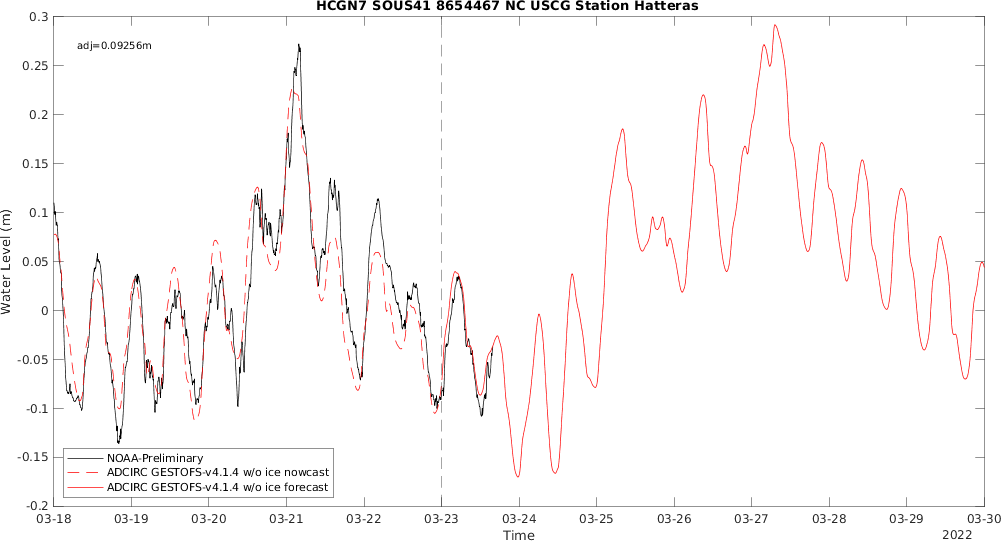 HCGN7 SOUS41 8654467 NC USCG Station Hatteras
adj=0.09256m
0.3
0.25
0.2
0.15
0.1
0.05
0
-0.05
-0.1
-0.15
-0.2
Water Level (m)
NOAA-Preliminary
ADCIRC GESTOFS-v4.1.4 w/o ice nowcast
ADCIRC GESTOFS-v4.1.4 w/o ice forecast
03-18 03-19 03-20 03-21 03-22 03-23 03-24 03-25 03-26 03-27 03-28 03-29 03-30
Time
2022